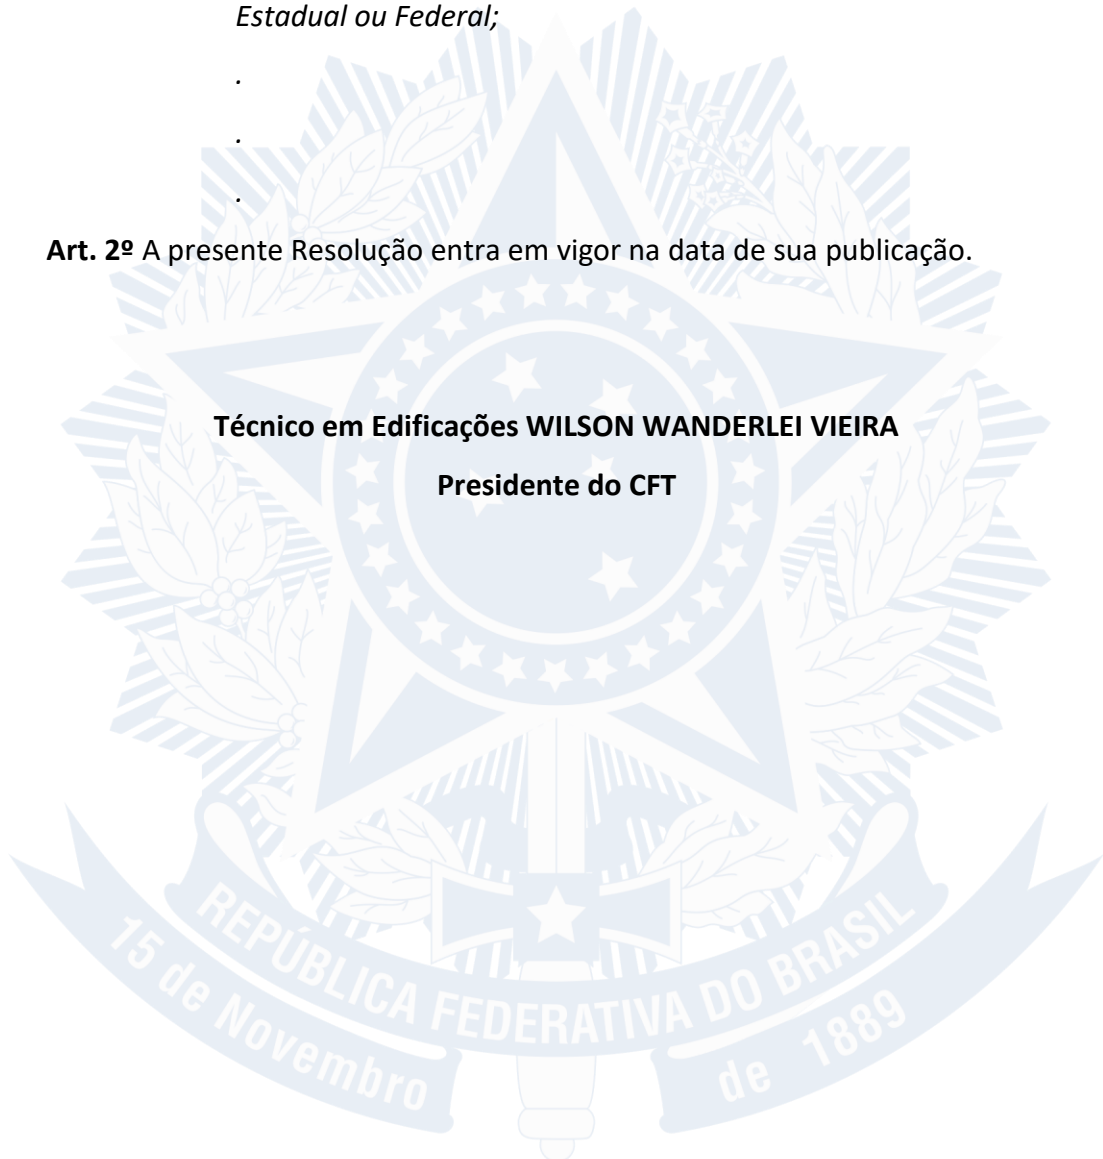 Estadual ou Federal;
.
.
.
Art. 2º A presente Resolução entra em vigor na data de sua publicação.
Técnico em Edificações WILSON WANDERLEI VIEIRA
Presidente do CFT
REPÚBLICA FEDERATIVA DO BRASIL
15 de Novembro de 1889